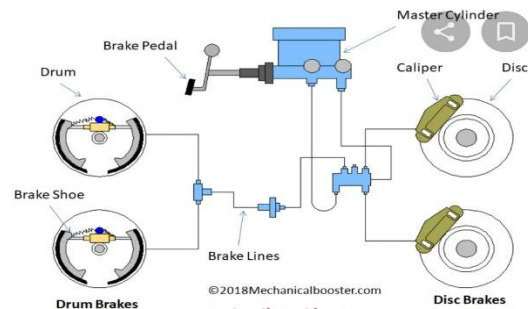 Master Cylinder
Brake Pedal
Drum
Caliper
Disc
Brake Shoe
Brake Lines
©2018Mechanicalbooster.com
Drum Brakes
Disc Brakes